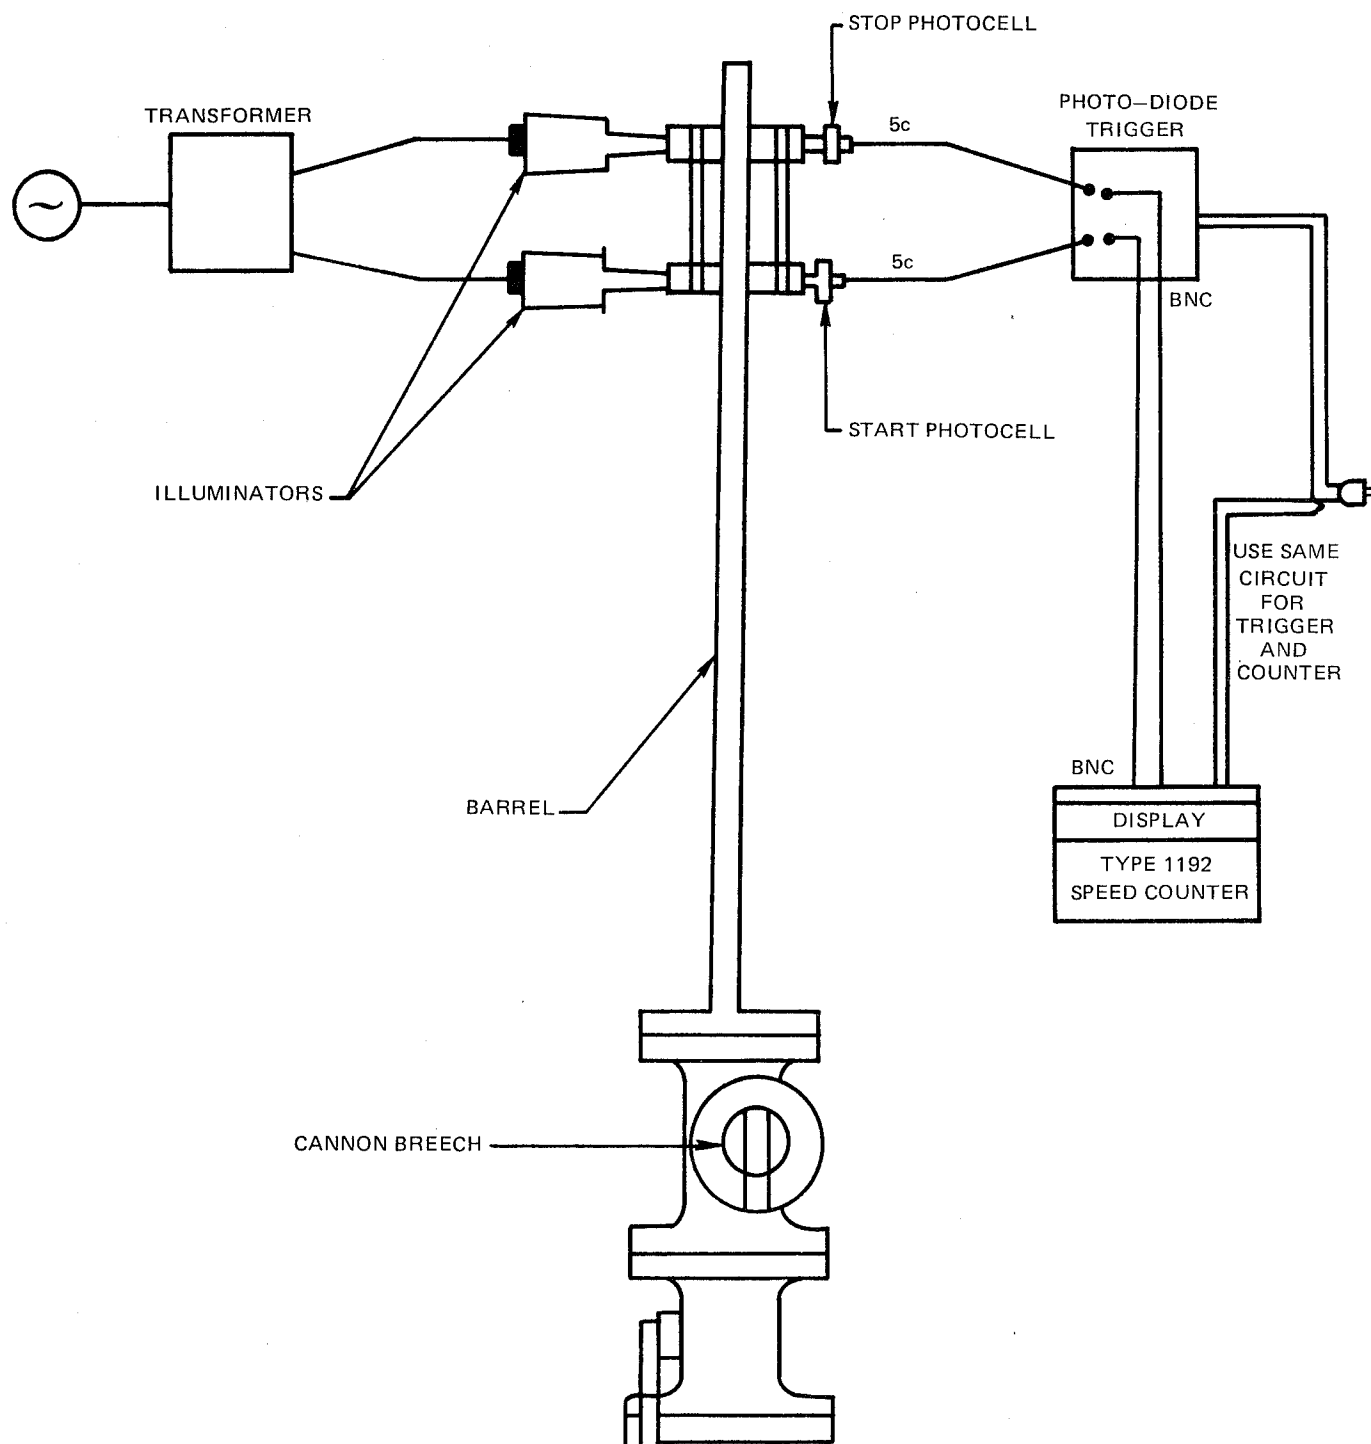 STOP PHOTOCELL
TRANSFORMER
PHOTO–DIODE
TRIGGER
5c
5c
BNC
START PHOTOCELL
ILLUMINATORS
USE SAME
CIRCUIT
FOR
TRIGGER
AND
COUNTER
BARREL
BNC
DISPLAY
TYPE 1192
SPEED COUNTER
CANNON BREECH